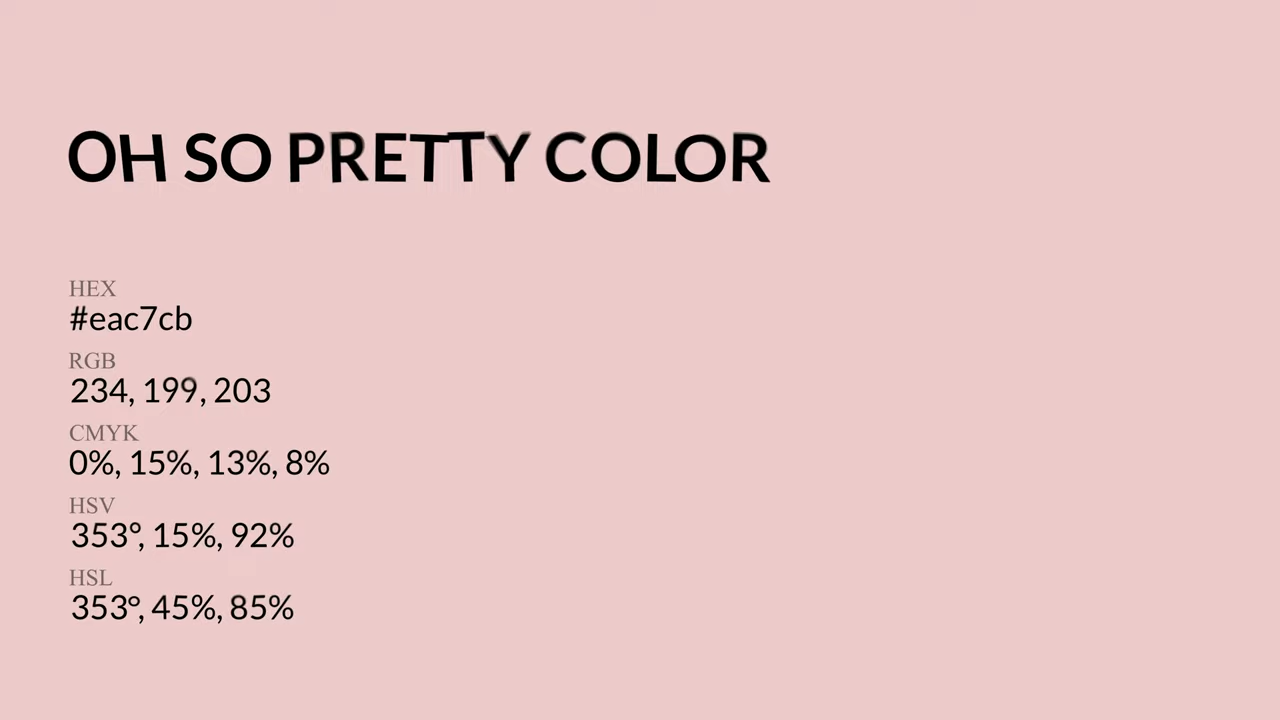 OH SO PRETTY COLOR
HEX
#eac7cb
RGB
234, 199, 203
CMYK
0%, 15%, 13%, 8%
HSV
353°, 15%, 92%
HSL
353°, 45%, 85%